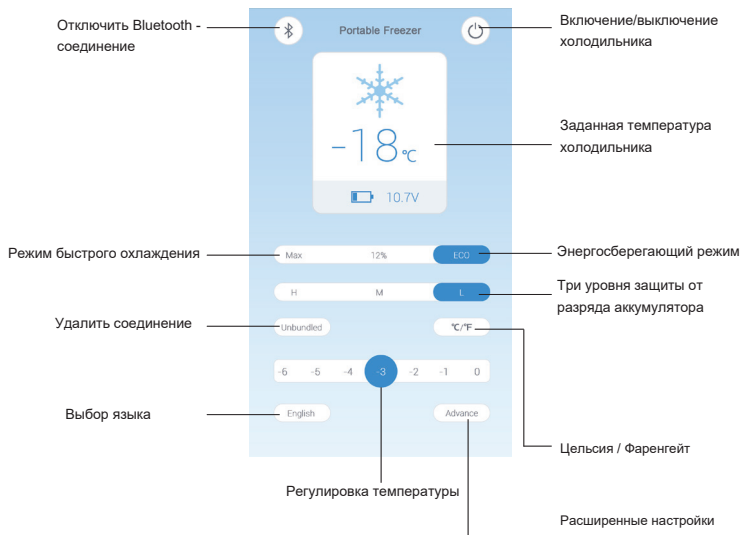 Отключить Bluetooth -
соединение
Portable Freezer
Включение/выключение
холодильника
-18℃
Заданная температура
холодильника
10.7V
Режим быстрого охлаждения
Max 12% ECO
Энергосберегающий режим
H M L
Три уровня защиты от
разряда аккумулятора
Удалить соединение
Unbundled ℃/℉
-6 -5 -4 -3 -2 -1 0
Выбор языка
English Advance
Цельсия / Фаренгейт
Регулировка температуры
Расширенные настройки